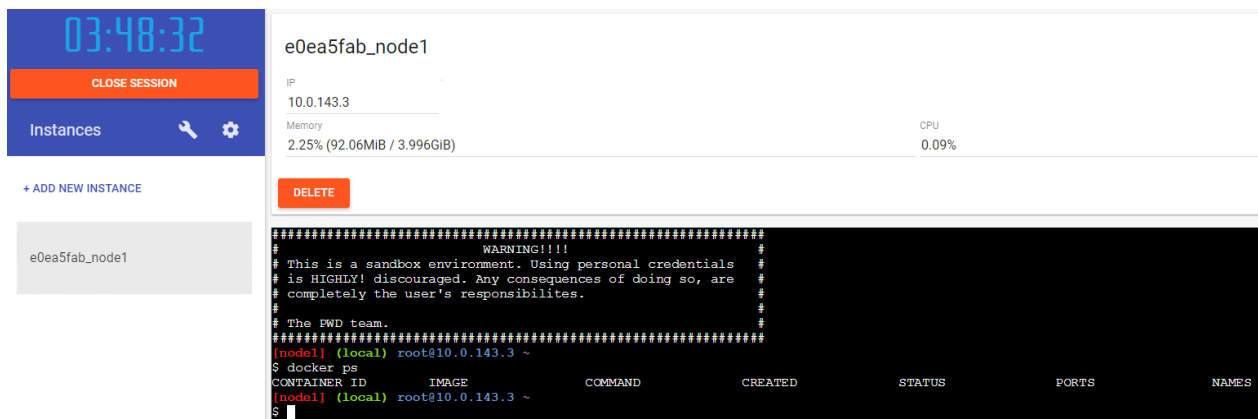 03:48:32
CLOSE SESSION
Instances
+ ADD NEW INSTANCE
e0ea5fab_node1
e0ea5fab_node1
IP
10.0.143.3
Memory CPU
2.25% (92.06MiB / 3.996GiB) 0.09%
DELETE
###############################################################
#                          WARNING!!!!                        #
# This is a sandbox environment. Using personal credentials   #
# is HIGHLY! discouraged. Any consequences of doing so, are   #
# completely the user's responsibilites.                      #
#                                                             #
# The PWD team.                                               #
###############################################################
[node1] (local) root@10.0.143.3 ~
$ docker ps
CONTAINER ID        IMAGE               COMMAND             CREATED             STATUS              PORTS               NAMES
[node1] (local) root@10.0.143.3 ~
$